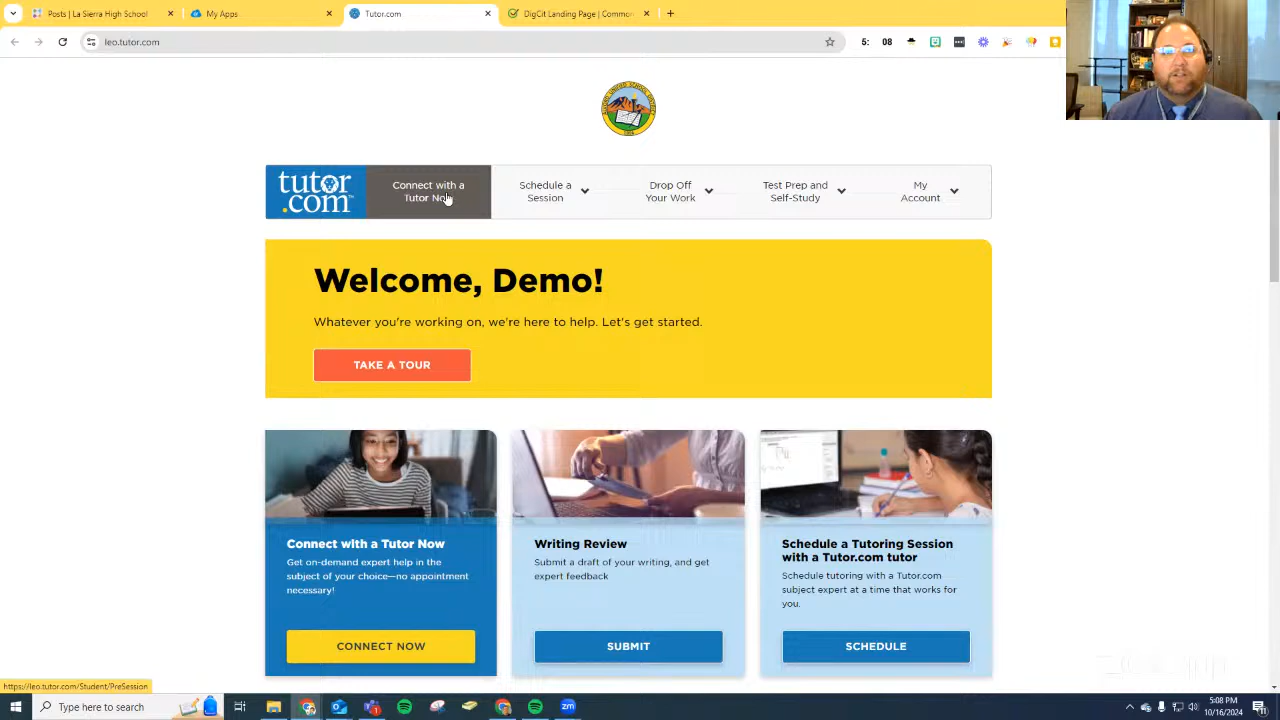 Posts | La Sierra High School
My Apps
Tutor.com
DigCit Landing Page | Common
leo.tutor.com
5: 08
tutor
.com
Connect with a
Tutor Now
Schedule a
Session
Drop Off
Your Work
Test Prep and
Self-Study
My
Account
Welcome, Demo!
Whatever you're working on, we're here to help. Let's get started.
TAKE A TOUR
Connect with a Tutor Now
Get on-demand expert help in the
subject of your choice—no appointment
necessary!
CONNECT NOW
Writing Review
Submit a draft of your writing, and get
expert feedback
SUBMIT
Schedule a Tutoring Session
with a Tutor.com tutor
Schedule tutoring with a Tutor.com
subject expert at a time that works for
you.
SCHEDULE
https://leo.tutor.com/Student/PreSession
Type here to search
zm
5:08 PM
10/16/2024